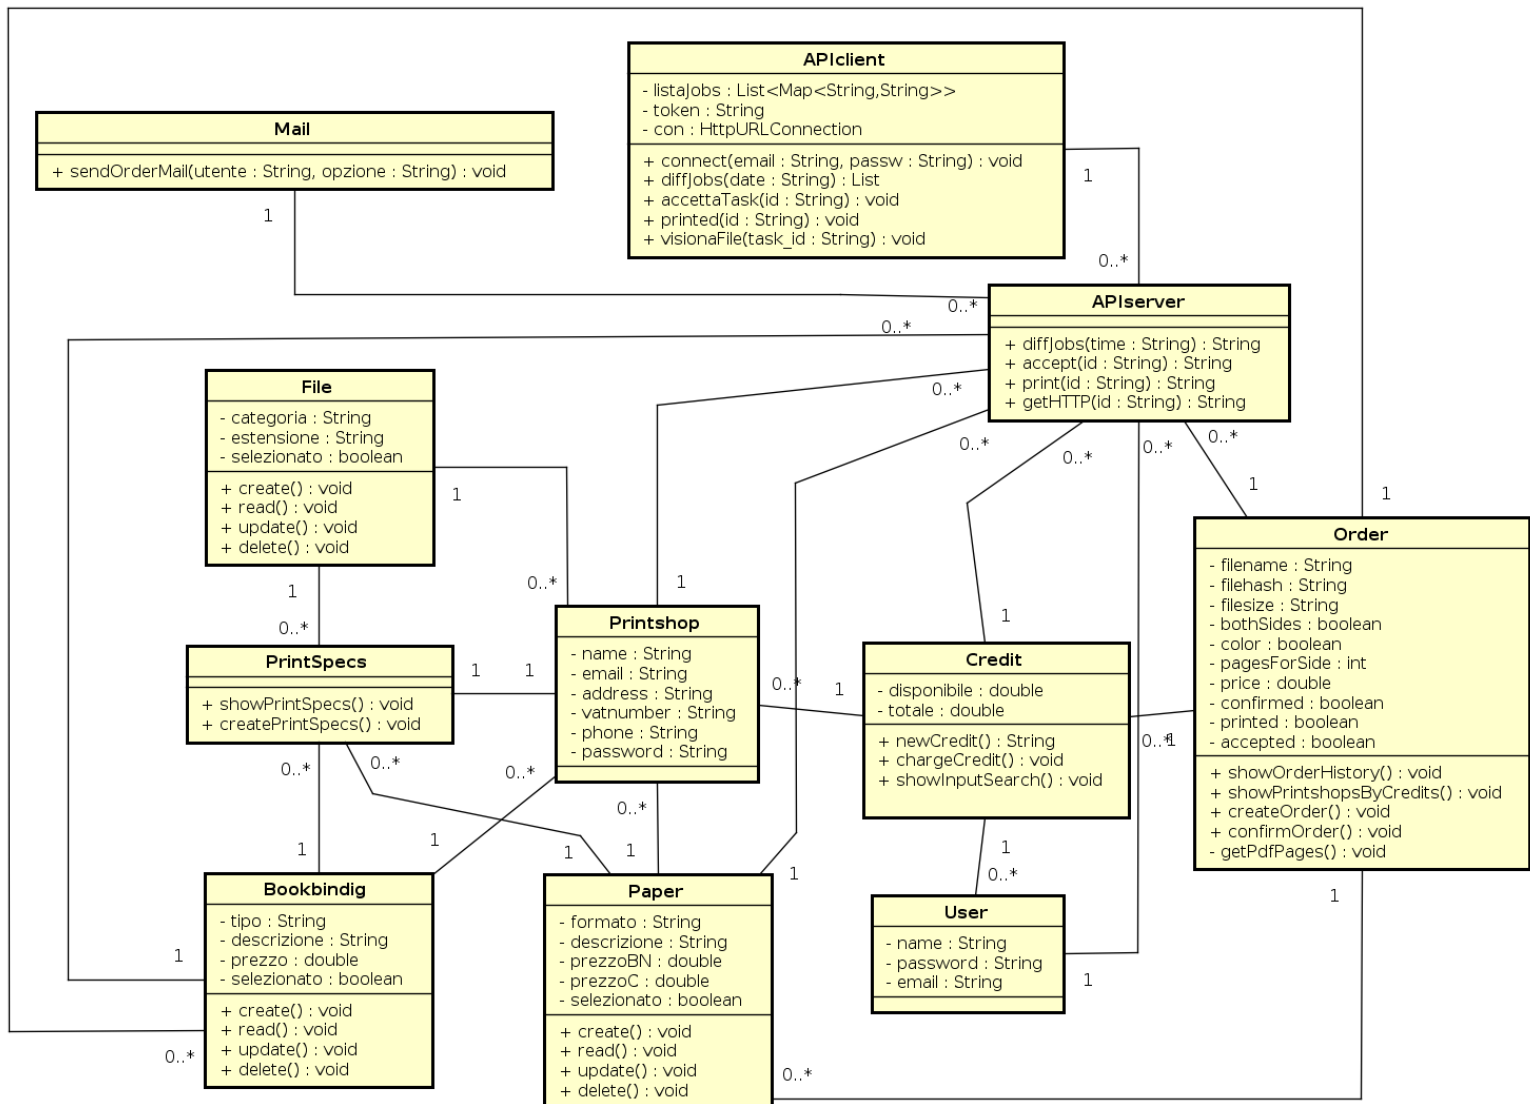 APIclient
- listaJobs : List<Map<String,String>>
- token : String
- con : HttpURLConnection
+ connect(email : String, passw : String) : void
+ diffJobs(date : String) : List
+ accettaTask(id : String) : void
+ printed(id : String) : void
+ visionaFile(task_id : String) : void
Mail
+ sendOrderMail(utente : String, opzione : String) : void
1
1
0..*
0..*
0..*
APIserver
+ diffJobs(time : String) : String
+ accept(id : String) : String
+ print(id : String) : String
+ getHTTP(id : String) : String
File
- categoria : String
- estensione : String
- selezionato : boolean
+ create() : void
+ read() : void
+ update() : void
+ delete() : void
0..*
0..*
0..*
0..*
0..*
1
1
1
1
0..*
1
0..*
1
Printshop
- name : String
- email : String
- address : String
- vatnumber : String
- phone : String
- password : String
PrintSpecs
+ showPrintSpecs() : void
+ createPrintSpecs() : void
1
1
0..*
1
Credit
- disponibile : double
- totale : double
+ newCredit() : String
+ chargeCredit() : void
+ showInputSearch() : void
0..*
1
Order
- filename : String
- filehash : String
- filesize : String
- bothSides : boolean
- color : boolean
- pagesForSide : int
- price : double
- confirmed : boolean
- printed : boolean
- accepted : boolean
+ showOrderHistory() : void
+ showPrintshopsByCredits() : void
+ createOrder() : void
+ confirmOrder() : void
- getPdfPages() : void
0..*
0..*
0..*
0..*
1
1
1
1
1
1
0..*
1
Bookbindig
- tipo : String
- descrizione : String
- prezzo : double
- selezionato : boolean
+ create() : void
+ read() : void
+ update() : void
+ delete() : void
1
0..*
Paper
- formato : String
- descrizione : String
- prezzoBN : double
- prezzoC : double
- selezionato : boolean
+ create() : void
+ read() : void
+ update() : void
+ delete() : void
0..*
User
- name : String
- password : String
- email : String
1